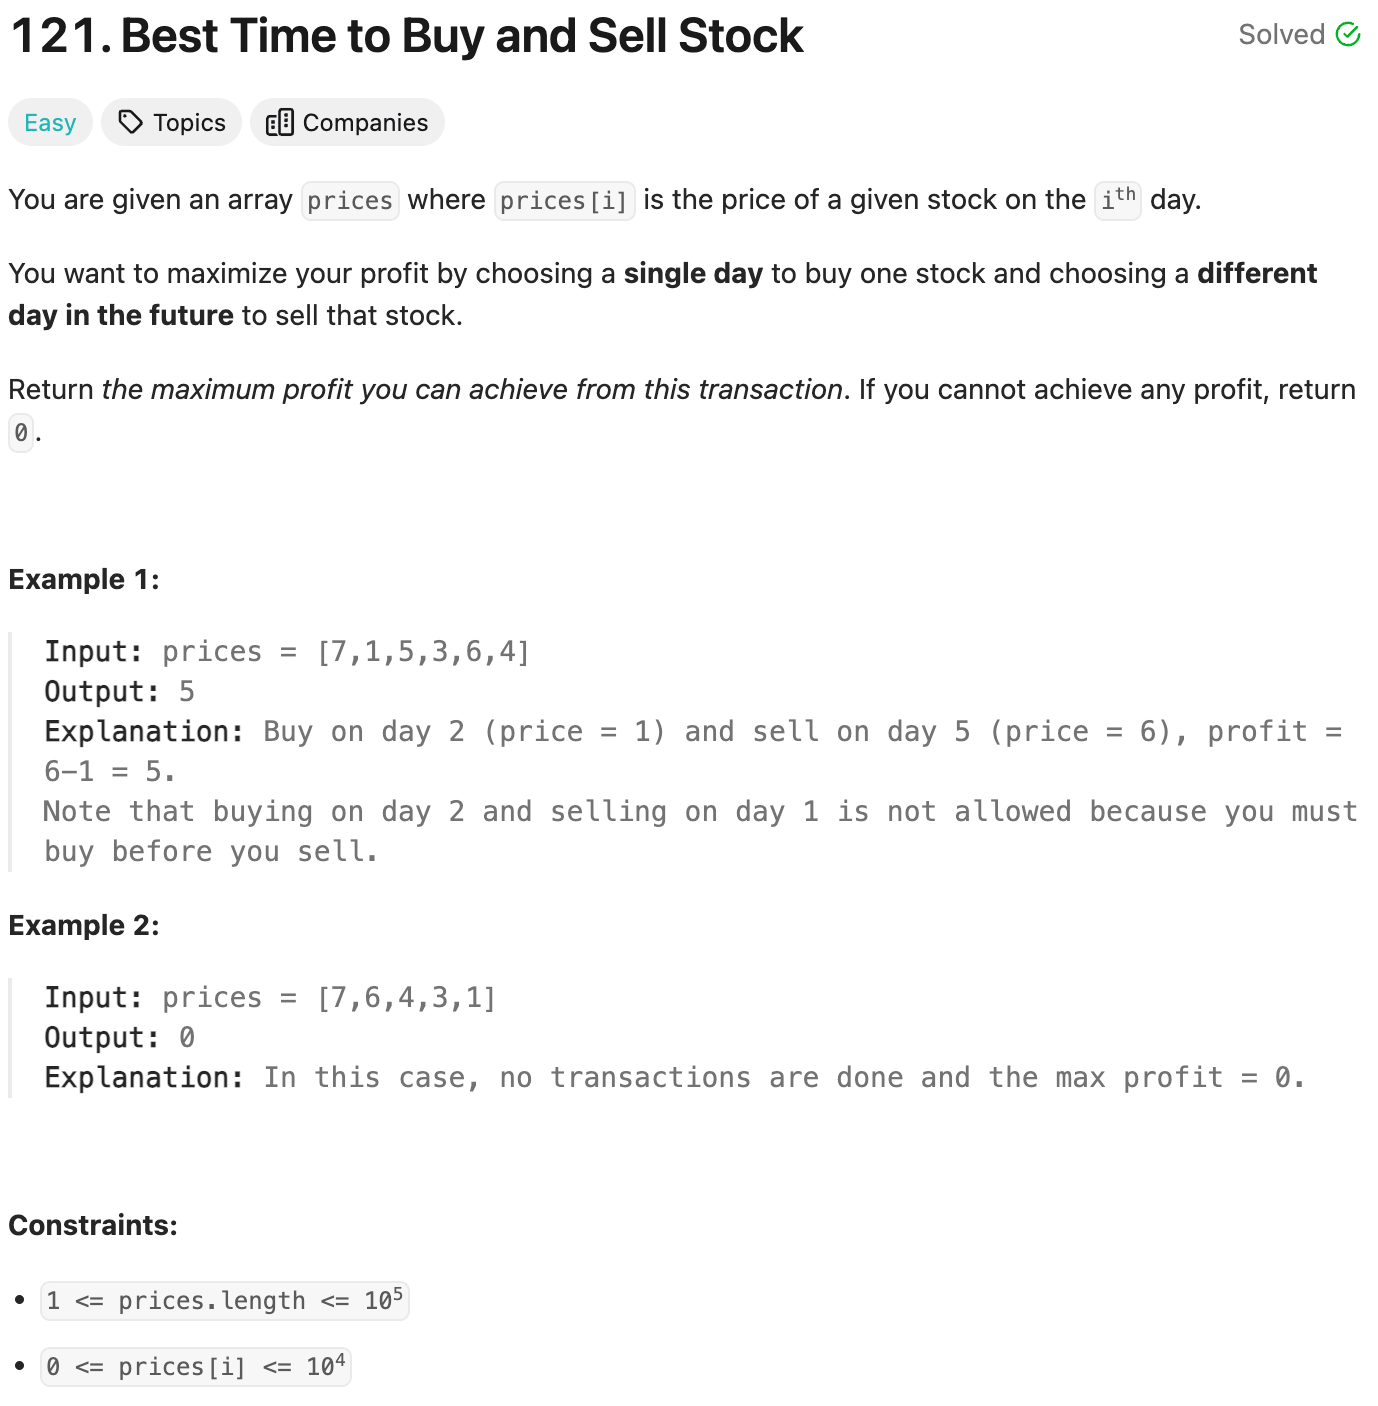 121. Best Time to Buy and Sell Stock
Solved
Easy
Topics
Companies
You are given an array prices where prices[i] is the price of a given stock on the ith day.
You want to maximize your profit by choosing a single day to buy one stock and choosing a different
day in the future to sell that stock.
Return the maximum profit you can achieve from this transaction. If you cannot achieve any profit, return
0.
Example 1:
Input: prices = [7,1,5,3,6,4]
Output: 5
Explanation: Buy on day 2 (price = 1) and sell on day 5 (price = 6), profit =
6-1 = 5.
Note that buying on day 2 and selling on day 1 is not allowed because you must
buy before you sell.
Example 2:
Input: prices = [7,6,4,3,1]
Output: 0
Explanation: In this case, no transactions are done and the max profit = 0.
Constraints:
• 1 <= prices.length <= 10⁵
• 0 <= prices[i] <= 10⁴